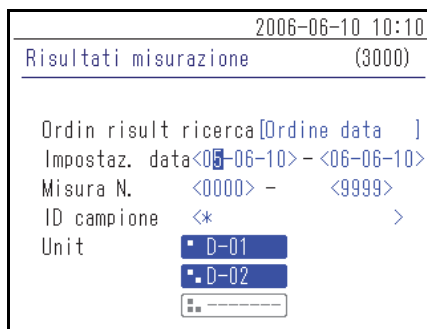 2006-06-10 10:10
Risultati misurazione (3000)
Ordin risult ricerca[Ordine data ]
Impostaz. data<05-06-10> - <06-06-10>
Misura N. <0000> - <9999>
ID campione <* >
Unit D-01
D-02
-------